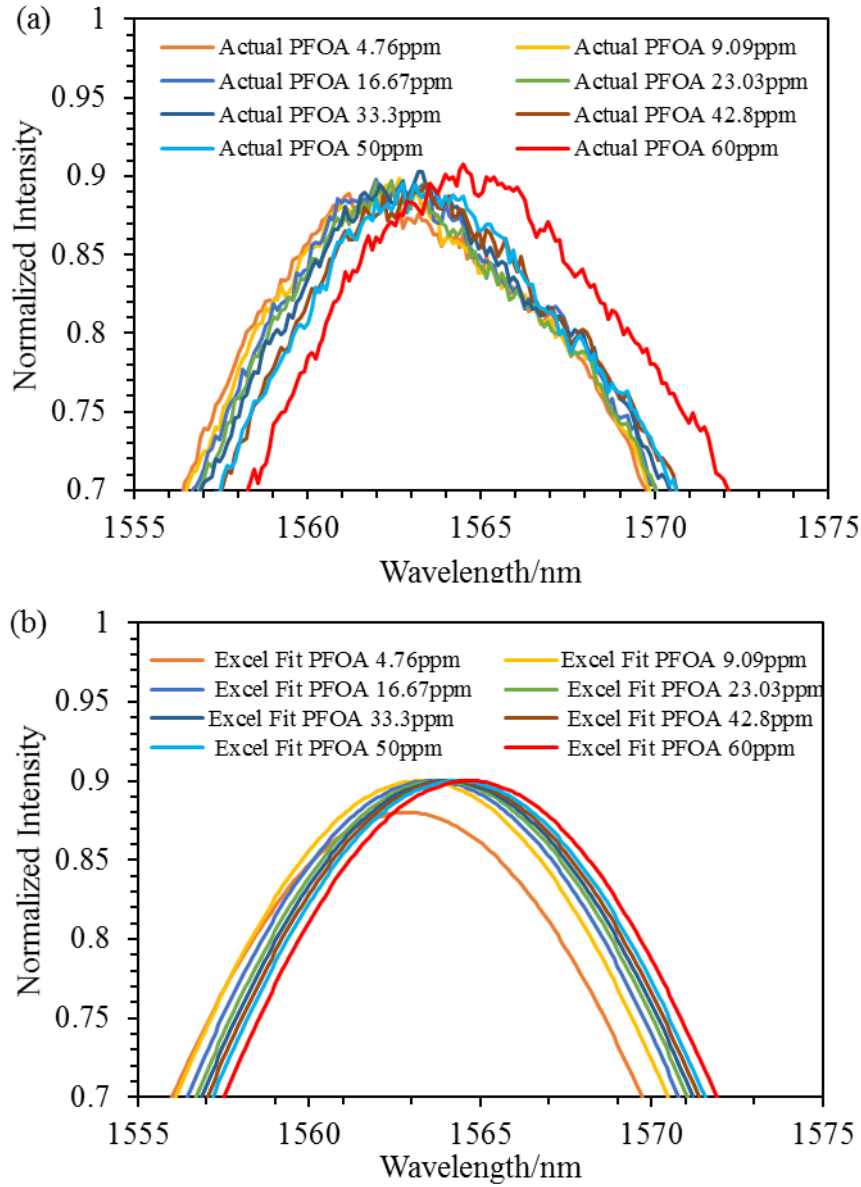 (a)
1
0.95
0.9
0.85
0.8
0.75
0.7
Normalized Intensity
Actual PFOA 4.76ppm Actual PFOA 9.09ppm
Actual PFOA 16.67ppm Actual PFOA 23.03ppm
Actual PFOA 33.3ppm Actual PFOA 42.8ppm
Actual PFOA 50ppm Actual PFOA 60ppm
1555 1560 1565 1570 1575
Wavelength/nm
(b)
1
0.95
0.9
0.85
0.8
0.75
0.7
Normalized Intensity
Excel Fit PFOA 4.76ppm Excel Fit PFOA 9.09ppm
Excel Fit PFOA 16.67ppm Excel Fit PFOA 23.03ppm
Excel Fit PFOA 33.3ppm Excel Fit PFOA 42.8ppm
Excel Fit PFOA 50ppm Excel Fit PFOA 60ppm
1555 1560 1565 1570 1575
Wavelength/nm